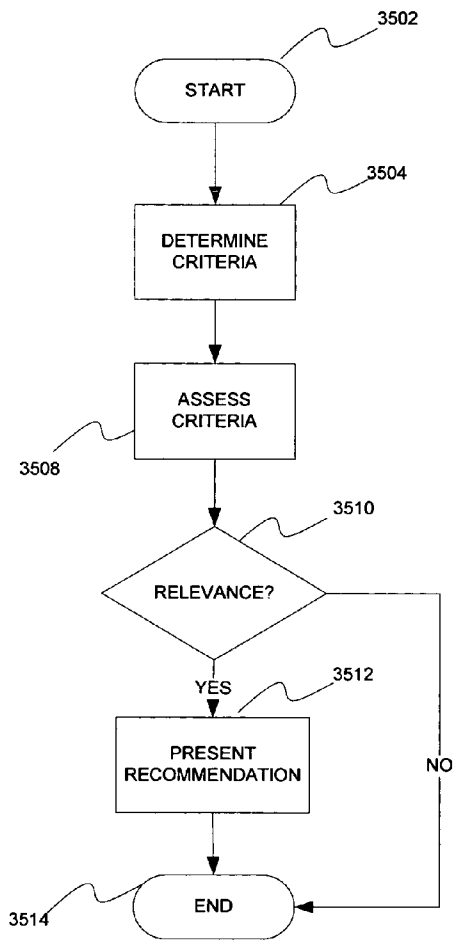 3502
START
3504
DETERMINE
CRITERIA
ASSESS
CRITERIA
3508
3510
RELEVANCE?
YES
3512
PRESENT
RECOMMENDATION
NO
END
3514